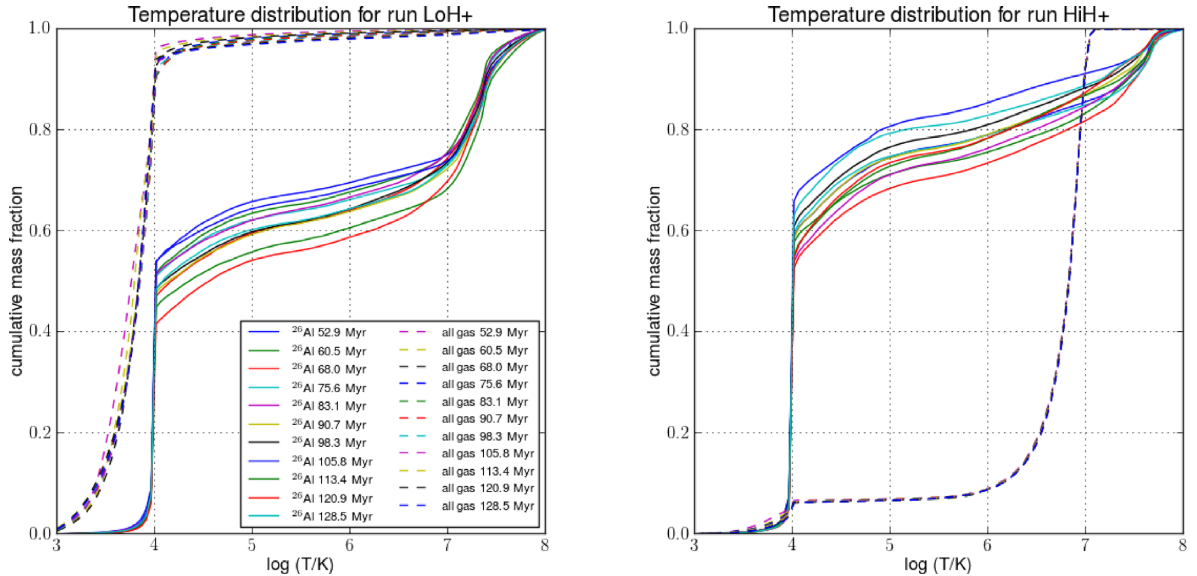 Temperature distribution for run LoH+
1.0
0.8
0.6
0.4
0.2
0.0
cumulative mass fraction
²⁶Al 52.9 Myr
²⁶Al 60.5 Myr
²⁶Al 68.0 Myr
²⁶Al 75.6 Myr
²⁶Al 83.1 Myr
²⁶Al 90.7 Myr
²⁶Al 98.3 Myr
²⁶Al 105.8 Myr
²⁶Al 113.4 Myr
²⁶Al 120.9 Myr
²⁶Al 128.5 Myr
all gas 52.9 Myr
all gas 60.5 Myr
all gas 68.0 Myr
all gas 75.6 Myr
all gas 83.1 Myr
all gas 90.7 Myr
all gas 98.3 Myr
all gas 105.8 Myr
all gas 113.4 Myr
all gas 120.9 Myr
all gas 128.5 Myr
3 4 5 6 7 8
log (T/K)
Temperature distribution for run HiH+
1.0
0.8
0.6
0.4
0.2
0.0
cumulative mass fraction
3 4 5 6 7 8
log (T/K)